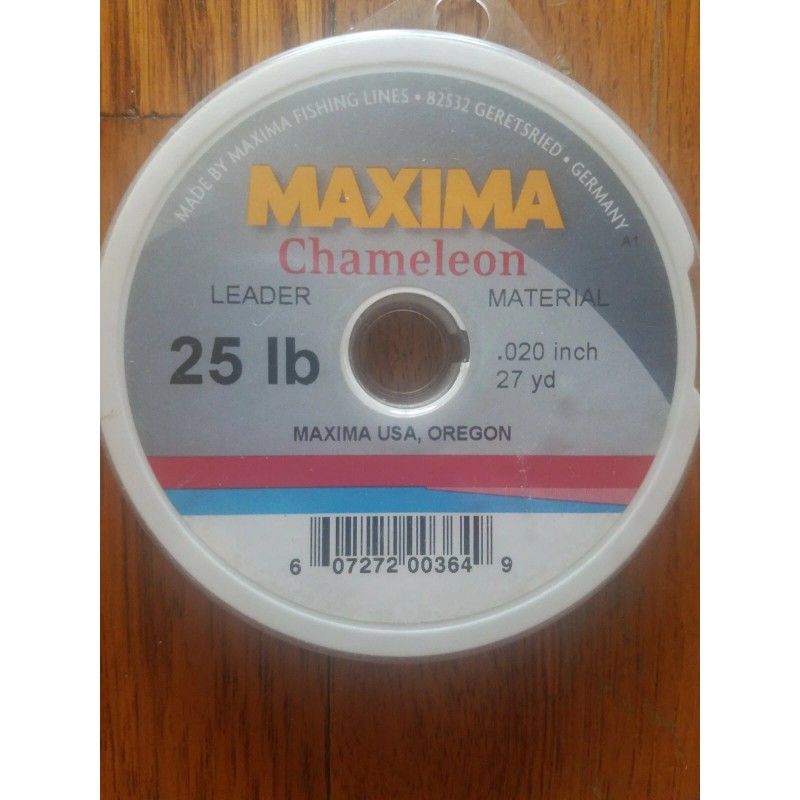 MADE BY MAXIMA FISHING LINES • 82532 GERETSRIED • GERMANY
A1
MAXIMA
Chameleon
LEADER MATERIAL
25 lb
.020 inch
27 yd
MAXIMA USA, OREGON
6 07272 00364 9